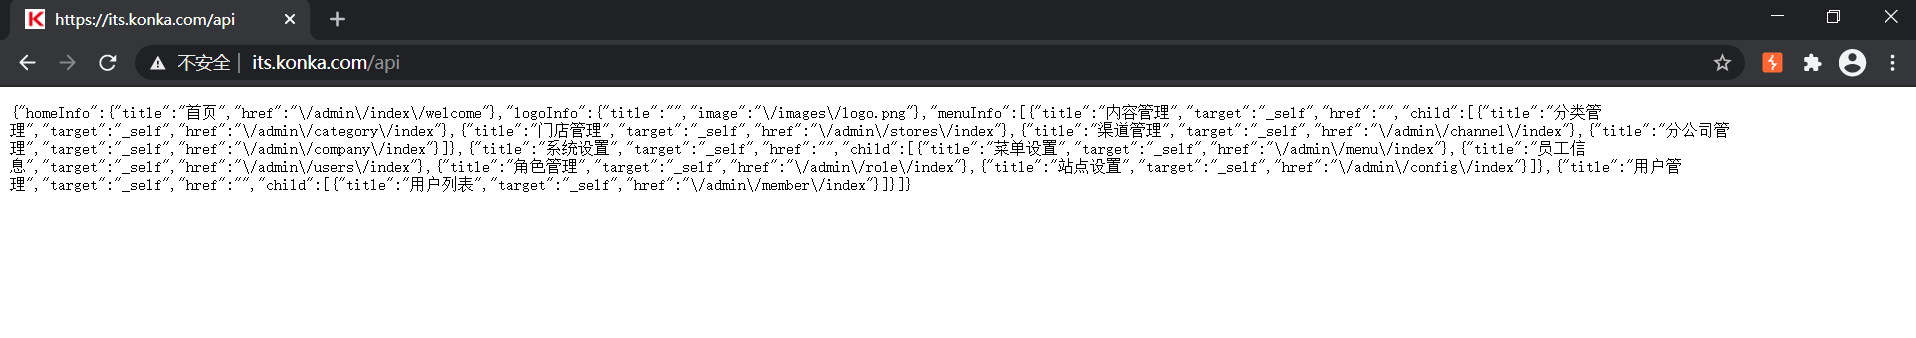 https://its.konka.com/api
不安全 | its.konka.com/api
{"homeInfo":{"title":"首页","href":"\/admin\/index\/welcome"},"logoInfo":{"title":"","image":"\/images\/logo.png"},"menuInfo":[{"title":"内容管理","target":"_self","href":"","child":[{"title":"分类管
理","target":"_self","href":"\/admin\/category\/index"},{"title":"门店管理","target":"_self","href":"\/admin\/stores\/index"},{"title":"渠道管理","target":"_self","href":"\/admin\/channel\/index"},{"title":"分公司管
理","target":"_self","href":"\/admin\/company\/index"}]},{"title":"系统设置","target":"_self","href":"","child":[{"title":"菜单设置","target":"_self","href":"\/admin\/menu\/index"},{"title":"员工信
息","target":"_self","href":"\/admin\/users\/index"},{"title":"角色管理","target":"_self","href":"\/admin\/role\/index"},{"title":"站点设置","target":"_self","href":"\/admin\/config\/index"}]},{"title":"用户管
理","target":"_self","href":"","child":[{"title":"用户列表","target":"_self","href":"\/admin\/member\/index"}]}]}